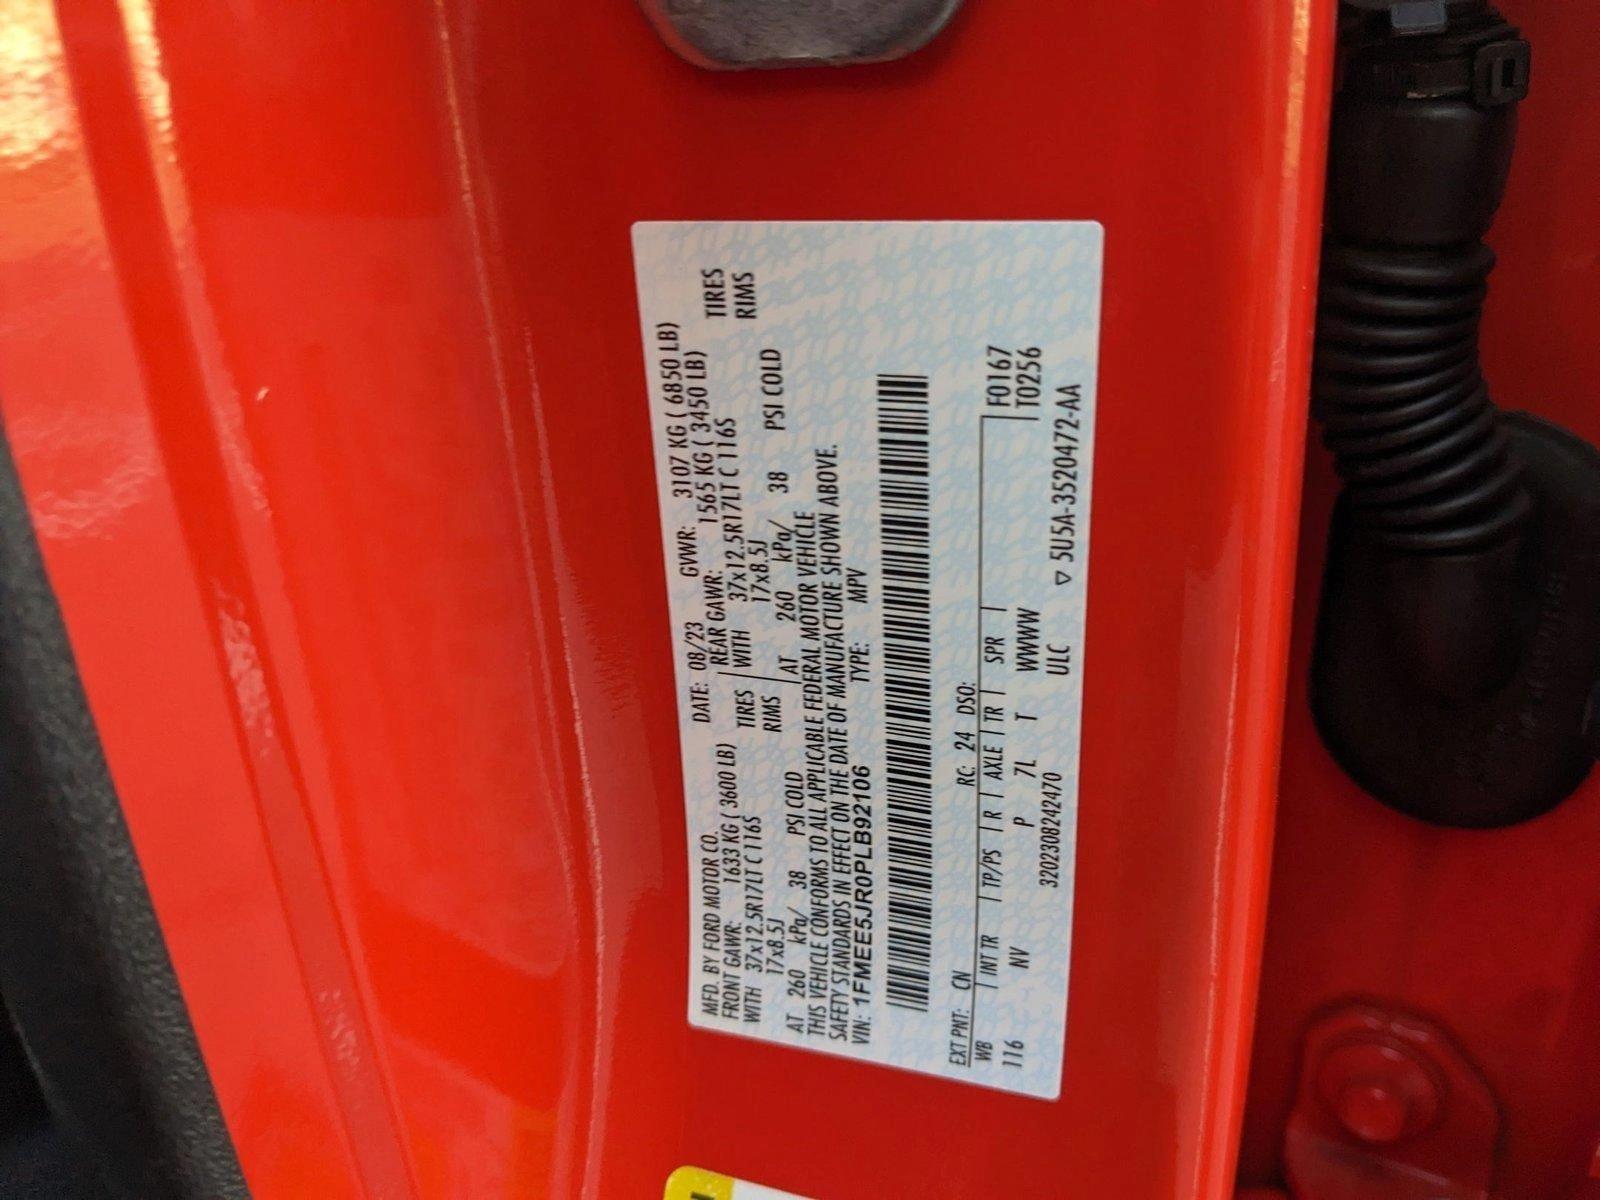 MFD. BY FORD MOTOR CO.
DATE: 08/23 GVWR: 3107 KG ( 6850 LB)
FRONT GAWR: 1633 KG ( 3600 LB) REAR GAWR: 1565 KG ( 3450 LB)
WITH 37x12.5R17LT C 116S TIRES WITH 37x12.5R17LT C 116S TIRES
17x8.5J RIMS 17x8.5J RIMS
AT 260 kPa/ 38 PSI COLD AT 260 kPa/ 38 PSI COLD
THIS VEHICLE CONFORMS TO ALL APPLICABLE FEDERAL MOTOR VEHICLE
SAFETY STANDARDS IN EFFECT ON THE DATE OF MANUFACTURE SHOWN ABOVE.
VIN: 1FMEE5JR0PLB92106 TYPE: MPV
EXT PNT: CN RC: 24 DSO: F0167
WB INT TR TP/PS R AXLE TR SPR T0256
116 NV P 7L T WWWW
3202308242470 ULC ▽ 5U5A-3520472-AA